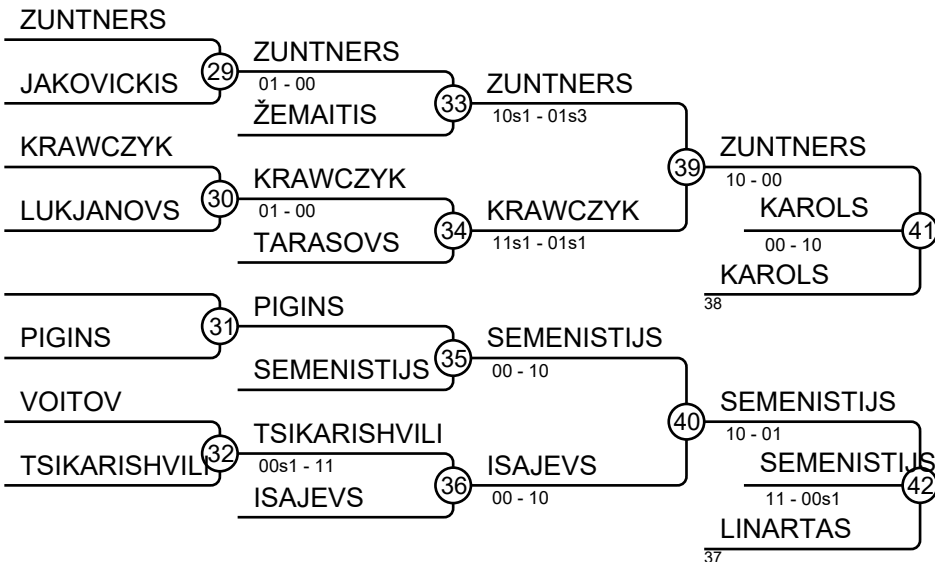 ZUNTNERS
29
JAKOVICKIS
ZUNTNERS
01 - 00
33
ŽEMAITIS
ZUNTNERS
10s1 - 01s3
KRAWCZYK
30
LUKJANOVS
KRAWCZYK
01 - 00
34
TARASOVS
KRAWCZYK
11s1 - 01s1
39
ZUNTNERS
10 - 00
KAROLS
00 - 10
41
KAROLS
38
31
PIGINS
PIGINS
35
SEMENISTIJS
SEMENISTIJS
00 - 10
VOITOV
32
TSIKARISHVILI
TSIKARISHVILI
00s1 - 11
36
ISAJEVS
ISAJEVS
00 - 10
40
SEMENISTIJS
10 - 01
SEMENISTIJS
11 - 00s1
42
LINARTAS
37